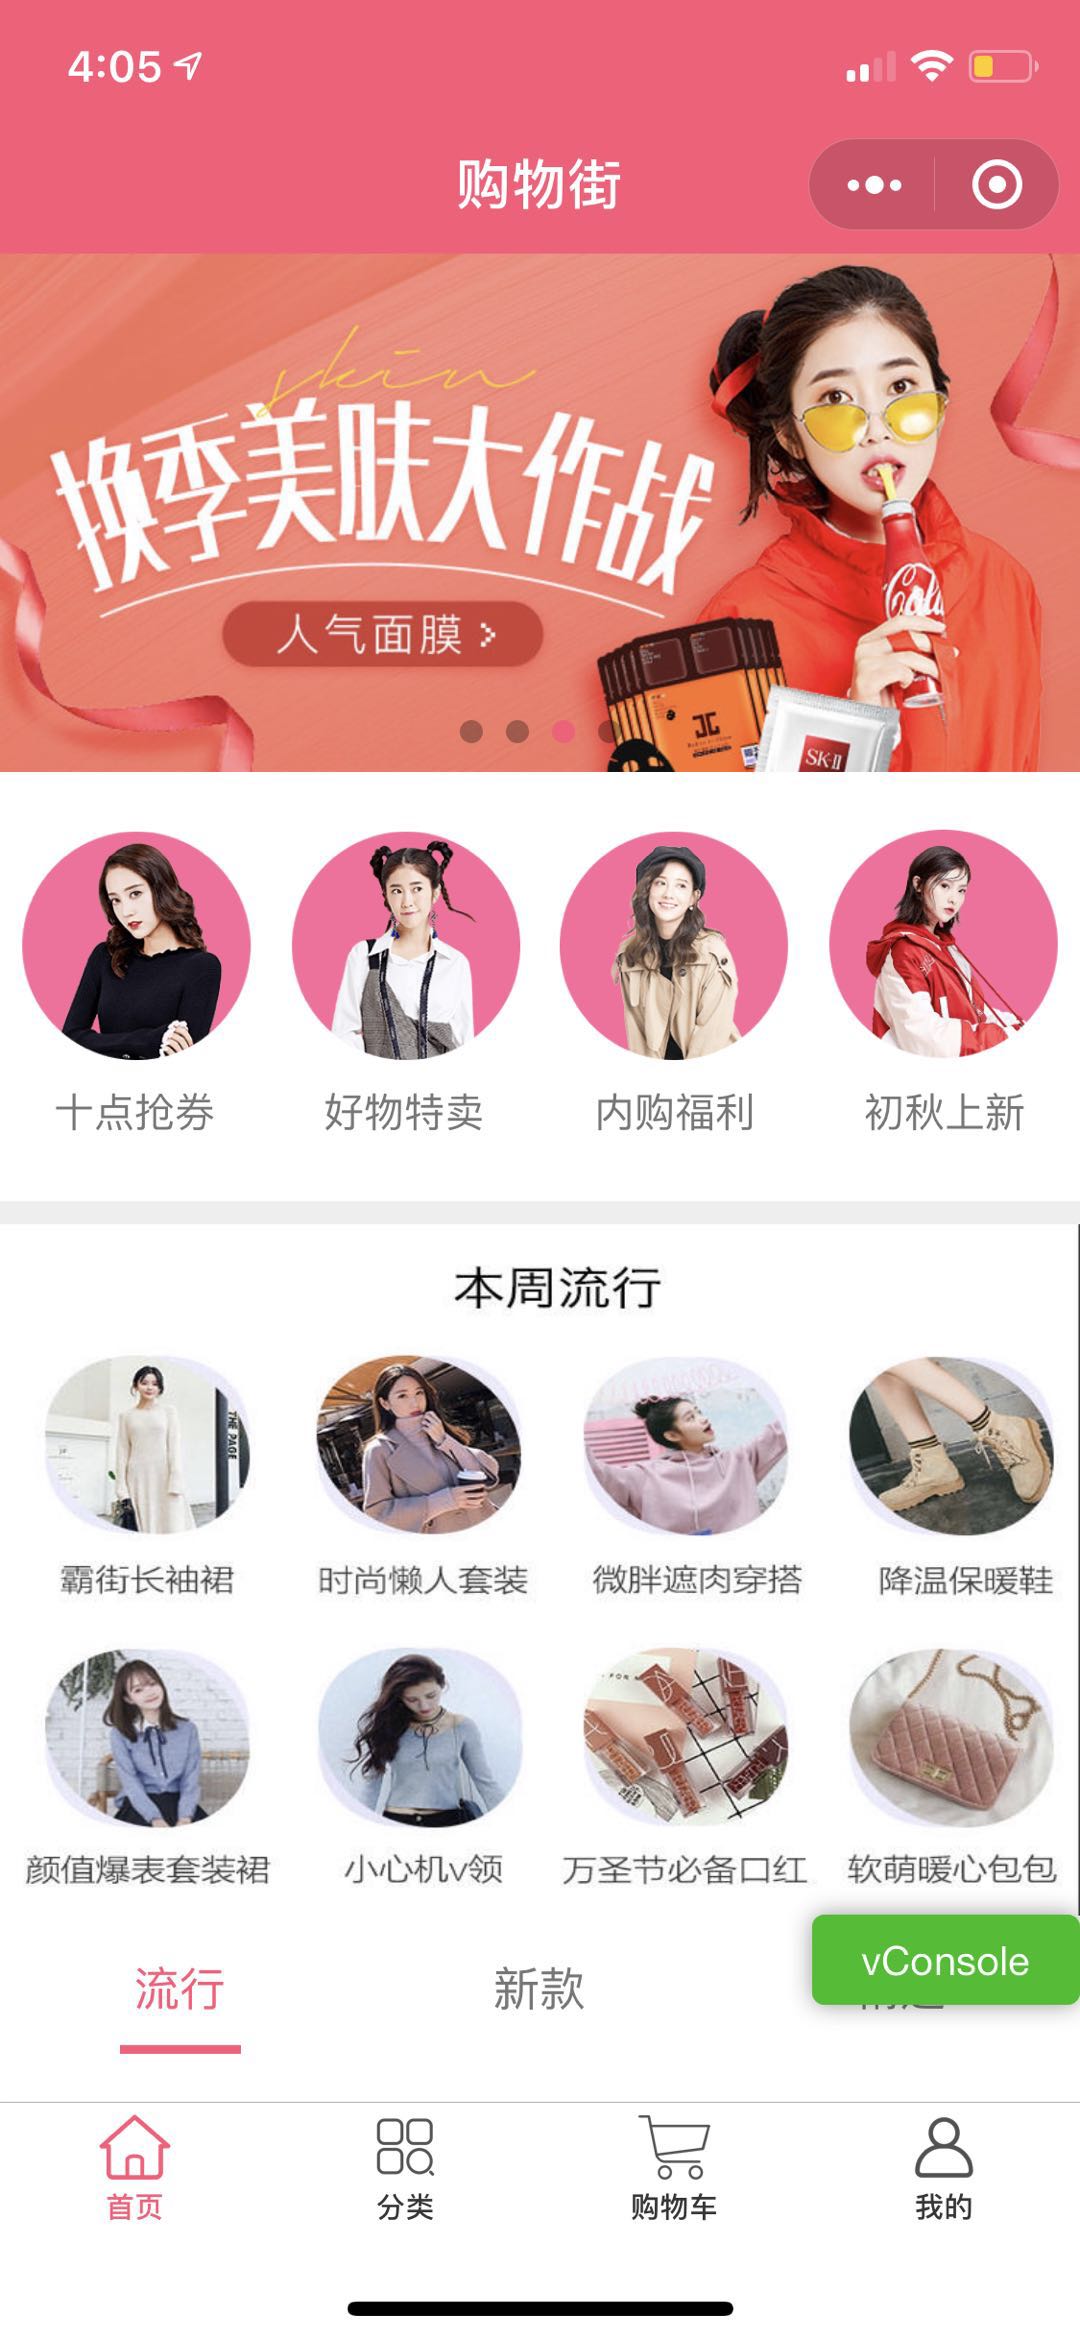 4:05
购物街
skin
换季美肤大作战
人气面膜
Cola
SK-II
十点抢券
好物特卖
内购福利
初秋上新
本周流行
THE PAGE
霸街长袖裙
时尚懒人套装
微胖遮肉穿搭
降温保暖鞋
颜值爆表套装裙
小心机v领
万圣节必备口红
软萌暖心包包
流行
新款
vConsole
首页
分类
购物车
我的